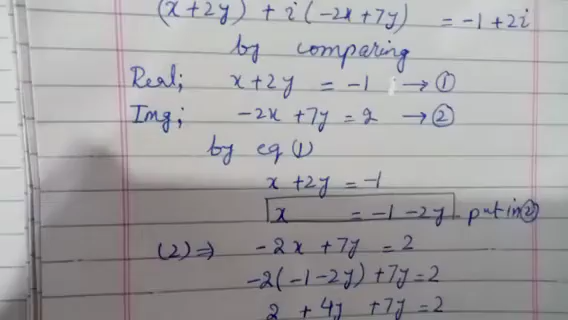 (x+2y) + i(-2x+7y) = -1+2i
by comparing
Real; x+2y = -1 ; → ①
Img; -2x +7y = 2 → ②
by eq ①
x +2y = -1
x = -1 -2y put in ②
(2) ⇒ -2x +7y = 2
-2(-1-2y) +7y = 2
2 +4y +7y = 2